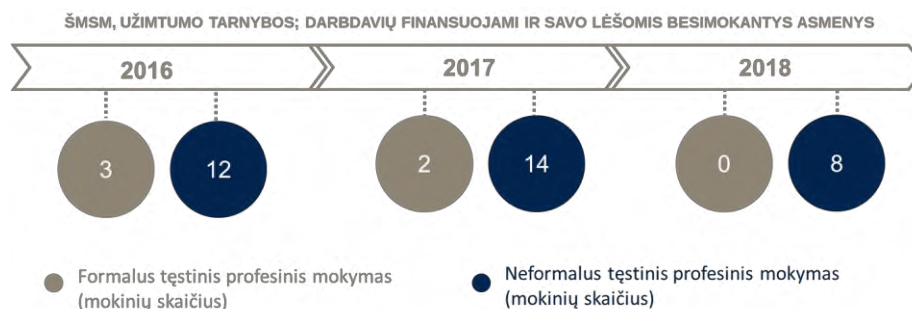 ŠMSM, UŽIMTUMO TARNYBOS; DARBDAVIŲ FINANSUOJAMI IR SAVO LĖŠOMIS BESIMOKANTYS ASMENYS
2016 2017 2018
3 12 2 14 0 8
Formalus tęstinis profesinis mokymas
(mokinių skaičius)
Neformalus tęstinis profesinis mokymas
(mokinių skaičius)